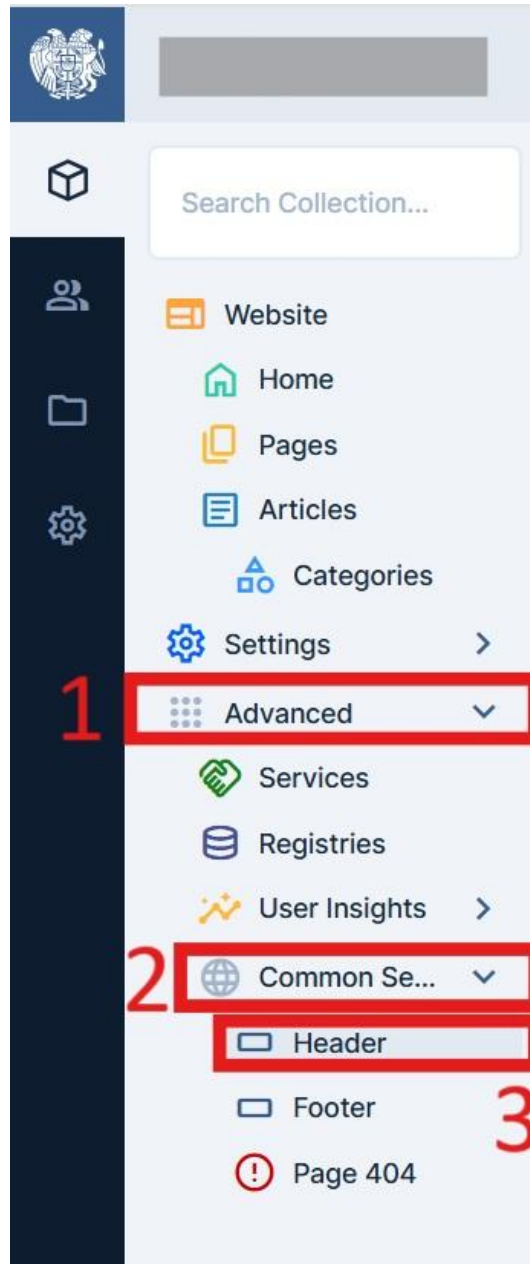 Search Collection...
Website
Home
Pages
Articles
Categories
Settings
1 Advanced
Services
Registries
User Insights
2 Common Se...
Header
3
Footer
Page 404